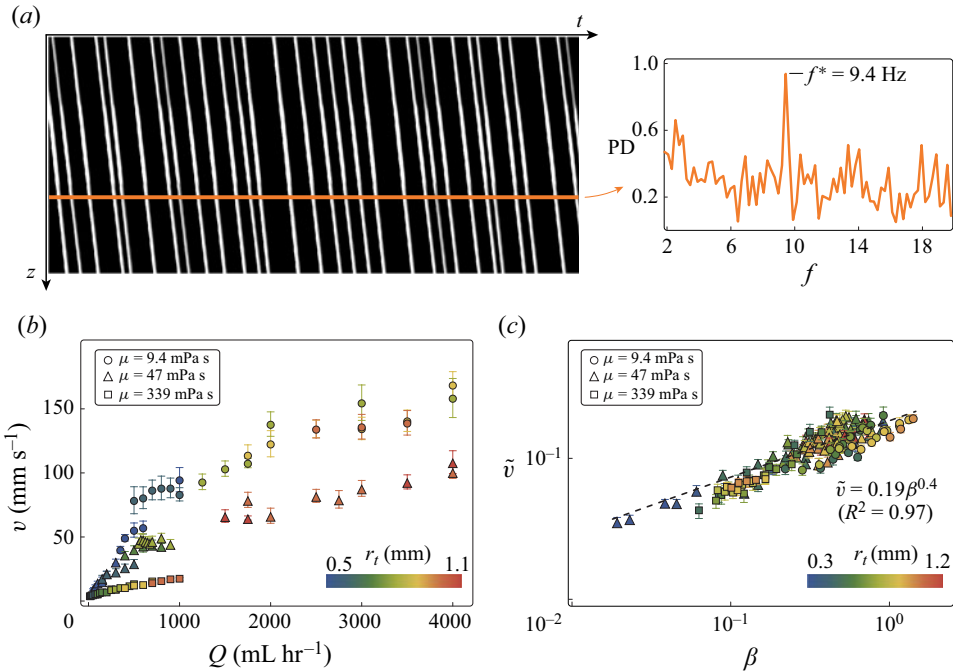 (a)
t
z
1.0
0.6
0.2
PD
f* = 9.4 Hz
2
6
10
14
18
f
(b)
μ = 9.4 mPa s
μ = 47 mPa s
μ = 339 mPa s
150
100
50
0
v (mm s⁻¹)
0.5
r_t (mm)
1.1
1000
2000
3000
4000
Q (mL hr⁻¹)
(c)
μ = 9.4 mPa s
μ = 47 mPa s
μ = 339 mPa s
10⁻¹
ṽ
ṽ = 0.19β^0.4
(R² = 0.97)
0.3
r_t (mm)
1.2
10⁻²
10⁻¹
10⁰
β